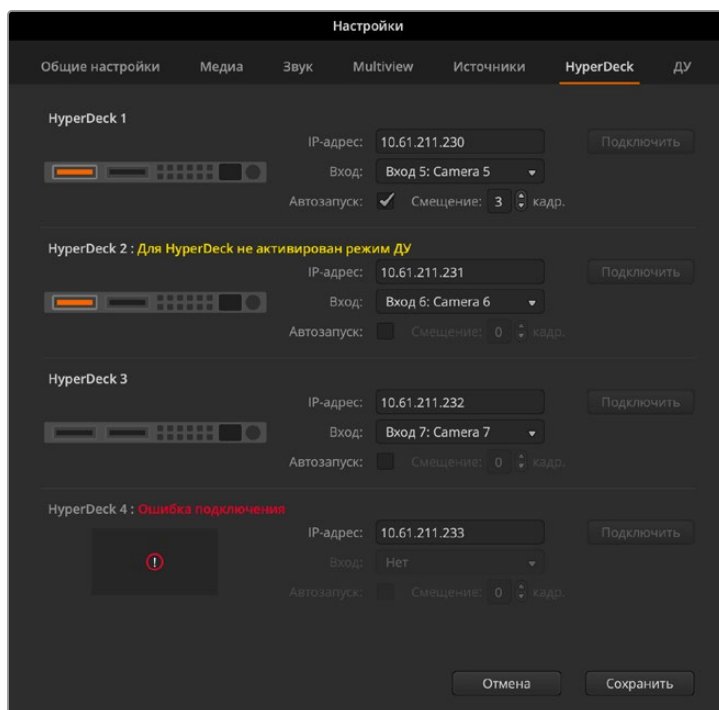 Настройки
Общие настройки Медиа Звук Multiview Источники HyperDeck ДУ
HyperDeck 1
IP-адрес: 10.61.211.230 Подключить
Вход: Вход 5: Camera 5
Автозапуск: Смещение: 3 кадр.
HyperDeck 2 : Для HyperDeck не активирован режим ДУ
IP-адрес: 10.61.211.231 Подключить
Вход: Вход 6: Camera 6
Автозапуск: Смещение: 0 кадр.
HyperDeck 3
IP-адрес: 10.61.211.232 Подключить
Вход: Вход 7: Camera 7
Автозапуск: Смещение: 0 кадр.
HyperDeck 4 : Ошибка подключения
IP-адрес: 10.61.211.233 Подключить
Вход: Нет
Автозапуск: Смещение: 0 кадр.
Отмена Сохранить